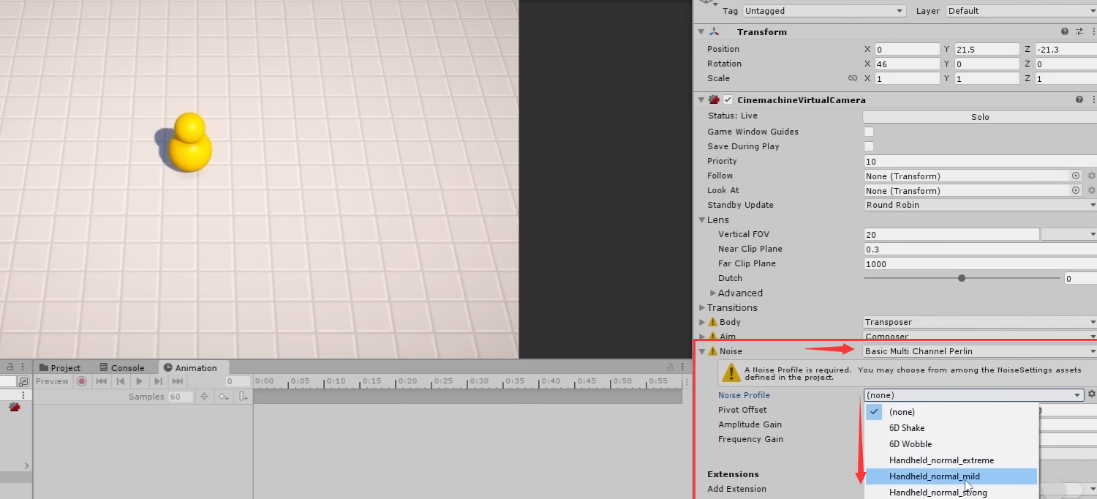 Tag Untagged Layer Default
Transform
Position X 0 Y 21.5 Z -21.3
Rotation X 46 Y 0 Z 0
Scale X 1 Y 1 Z 1
CinemachineVirtualCamera
Status: Live Solo
Game Window Guides
Save During Play
Priority 10
Follow None (Transform)
Look At None (Transform)
Standby Update Round Robin
Lens
Vertical FOV 20
Near Clip Plane 0.3
Far Clip Plane 1000
Dutch 0
Advanced
Transitions
Body Transposer
Aim Composer
Noise Basic Multi Channel Perlin
A Noise Profile is required. You may choose from among the NoiseSettings assets
defined in the project.
Noise Profile (none)
Pivot Offset
Amplitude Gain
Frequency Gain
(none)
6D Shake
6D Wobble
Handheld_normal_extreme
Handheld_normal_mild
Handheld_normal_strong
Extensions
Add Extension
Project Console Animation
Preview 0 0:00 0:05 0:10 0:15 0:20 0:25 0:30 0:35 0:40 0:45 0:50 0:55
Samples 60